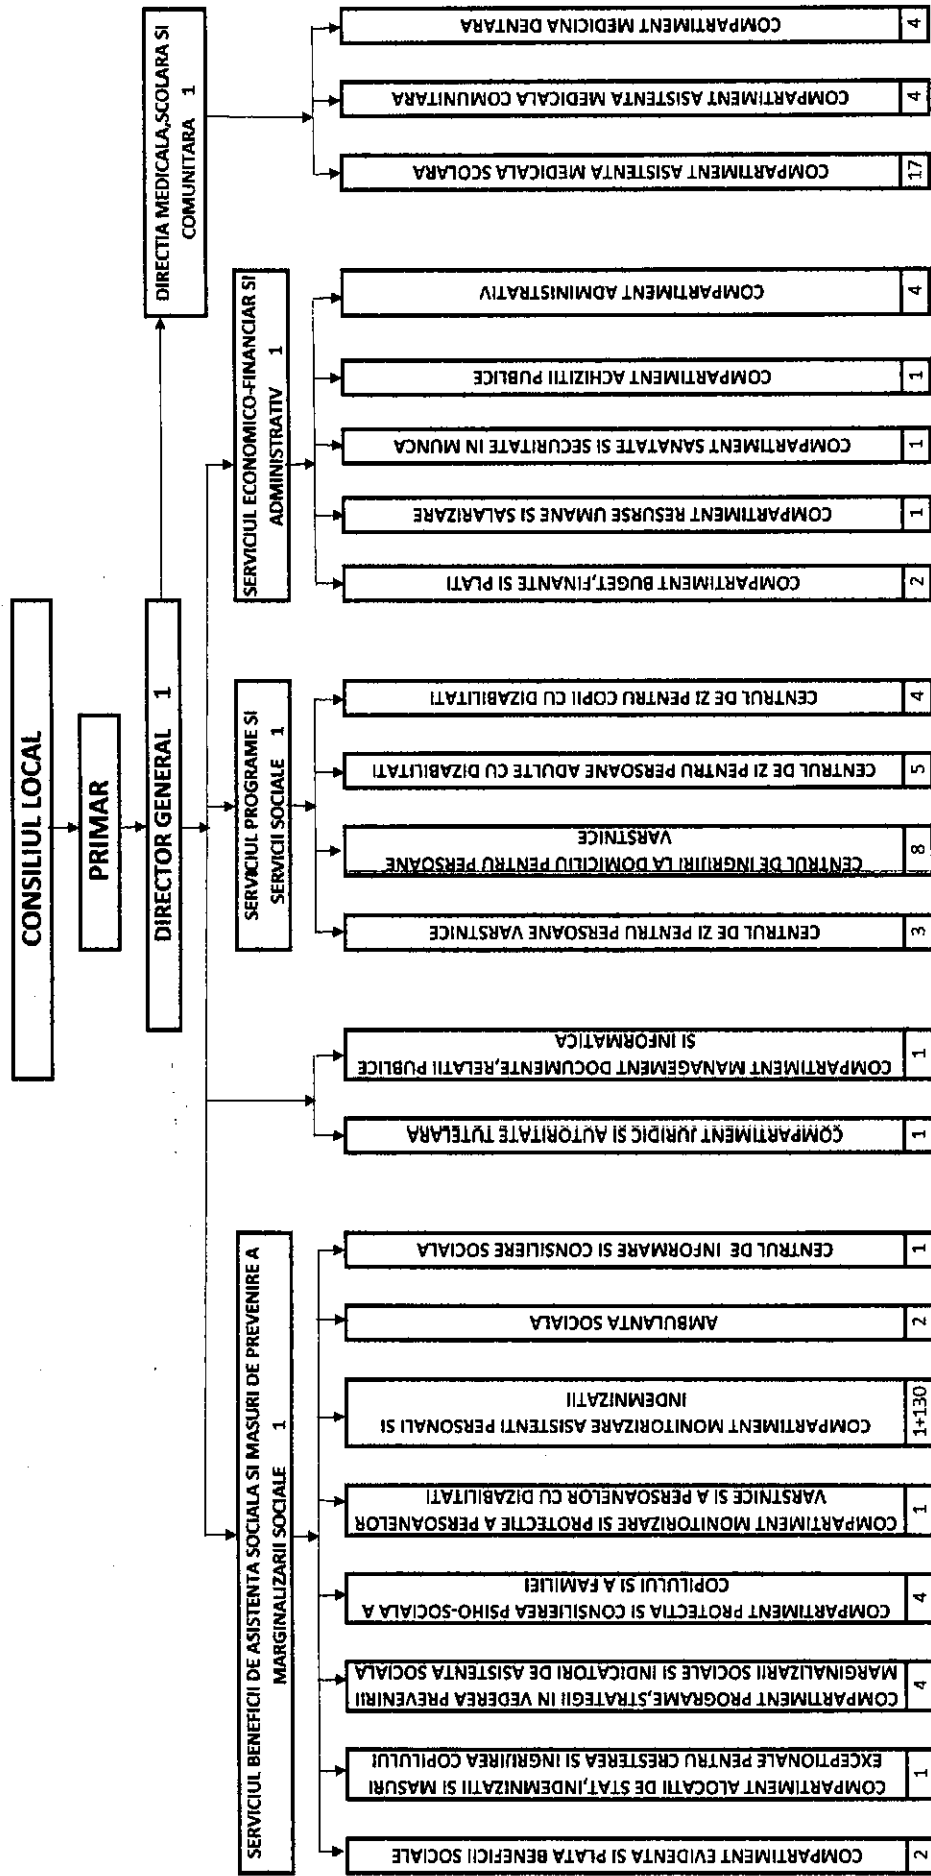 CONSILIUL LOCAL
PRIMAR
DIRECTOR GENERAL 1
SERVICIUL BENEFICII DE ASISTENTA SOCIALA SI MASURI DE PREVENIRE A
MARGINALIZARII SOCIALE 1
COMPARTIMENT EVIDENTA SI PLATA BENEFICII SOCIALE
2
COMPARTIMENT ALOCATII DE STAT,INDEMNIZATII SI MASURI
EXCEPTIONALE PENTRU CRESTEREA SI INGRIJIREA COPILULUI
1
COMPARTIMENT PROGRAME,STRATEGII IN VEDEREA PREVENIRII
MARGINALIZARII SOCIALE SI INDICATORI DE ASISTENTA SOCIALA
4
COMPARTIMENT PROTECTIA SI CONSILIEREA PSIHO-SOCIALA A
COPILULUI SI A FAMILIEI
4
COMPARTIMENT MONITORIZARE SI PROTECTIE A PERSOANELOR
VARSTNICE SI A PERSOANELOR CU DIZABILITATI
1
COMPARTIMENT MONITORIZARE ASISTENTI PERSONALI SI
INDEMNIZATII
1+130
AMBULANTA SOCIALA
2
CENTRUL DE INFORMARE SI CONSILIERE SOCIALA
1
COMPARTIMENT JURIDIC SI AUTORITATE TUTELARA
1
COMPARTIMENT MANAGEMENT DOCUMENTE,RELATII PUBLICE
SI INFORMATICA
1
SERVICIUL PROGRAME SI
SERVICII SOCIALE 1
CENTRUL DE ZI PENTRU PERSOANE VARSTNICE
3
CENTRUL DE INGRIJIRI LA DOMICILIU PENTRU PERSOANE
VARSTNICE
8
CENTRUL DE ZI PENTRU PERSOANE ADULTE CU DIZABILITATI
5
CENTRUL DE ZI PENTRU COPII CU DIZABILITATI
4
SERVICIUL ECONOMICO-FINANCIAR SI
ADMINISTRATIV 1
COMPARTIMENT BUGET,FINANTE SI PLATI
2
COMPARTIMENT RESURSE UMANE SI SALARIZARE
1
COMPARTIMENT SANATATE SI SECURITATE IN MUNCA
1
COMPARTIMENT ACHIZITII PUBLICE
1
COMPARTIMENT ADMINISTRATIV
4
DIRECTIA MEDICALA,SCOLARA SI
COMUNITARA 1
COMPARTIMENT ASISTENTA MEDICALA SCOLARA
17
COMPARTIMENT ASISTENTA MEDICALA COMUNITARA
4
COMPARTIMENT MEDICINA DENTARA
4